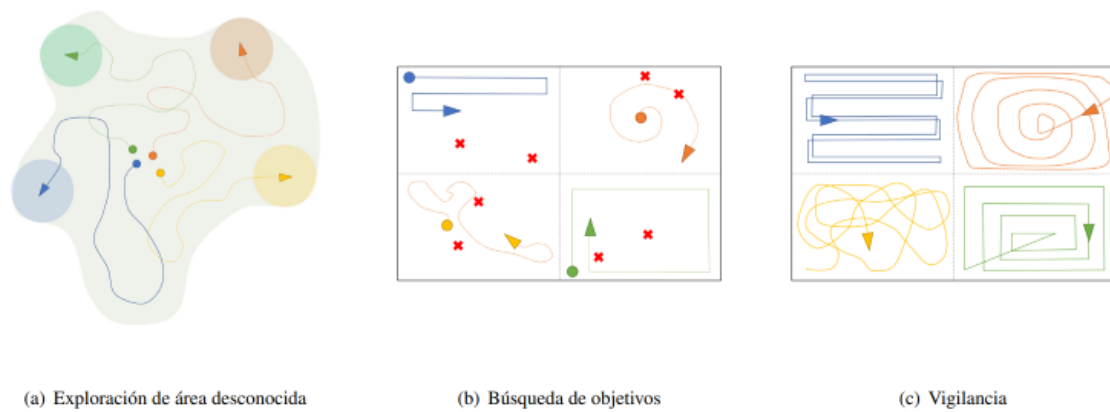 (a) Exploración de área desconocida
(b) Búsqueda de objetivos
(c) Vigilancia